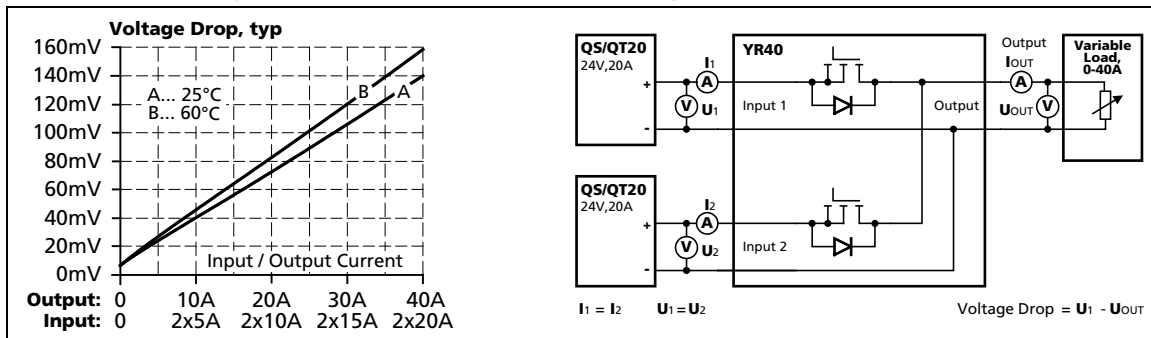 Voltage Drop, typ
160mV
140mV
120mV
100mV
80mV
60mV
40mV
20mV
0mV
A... 25°C
B... 60°C
B
A
Input / Output Current
Output: 0 10A 20A 30A 40A
Input: 0 2x5A 2x10A 2x15A 2x20A
QS/QT20
24V,20A
+
-
I1
A
V
U1
YR40
Input 1
Output
Output
IOUT
A
UOUT
V
Variable
Load,
0-40A
QS/QT20
24V,20A
+
-
I2
A
V
U2
Input 2
I1 = I2 U1 = U2
Voltage Drop = U1 - UOUT